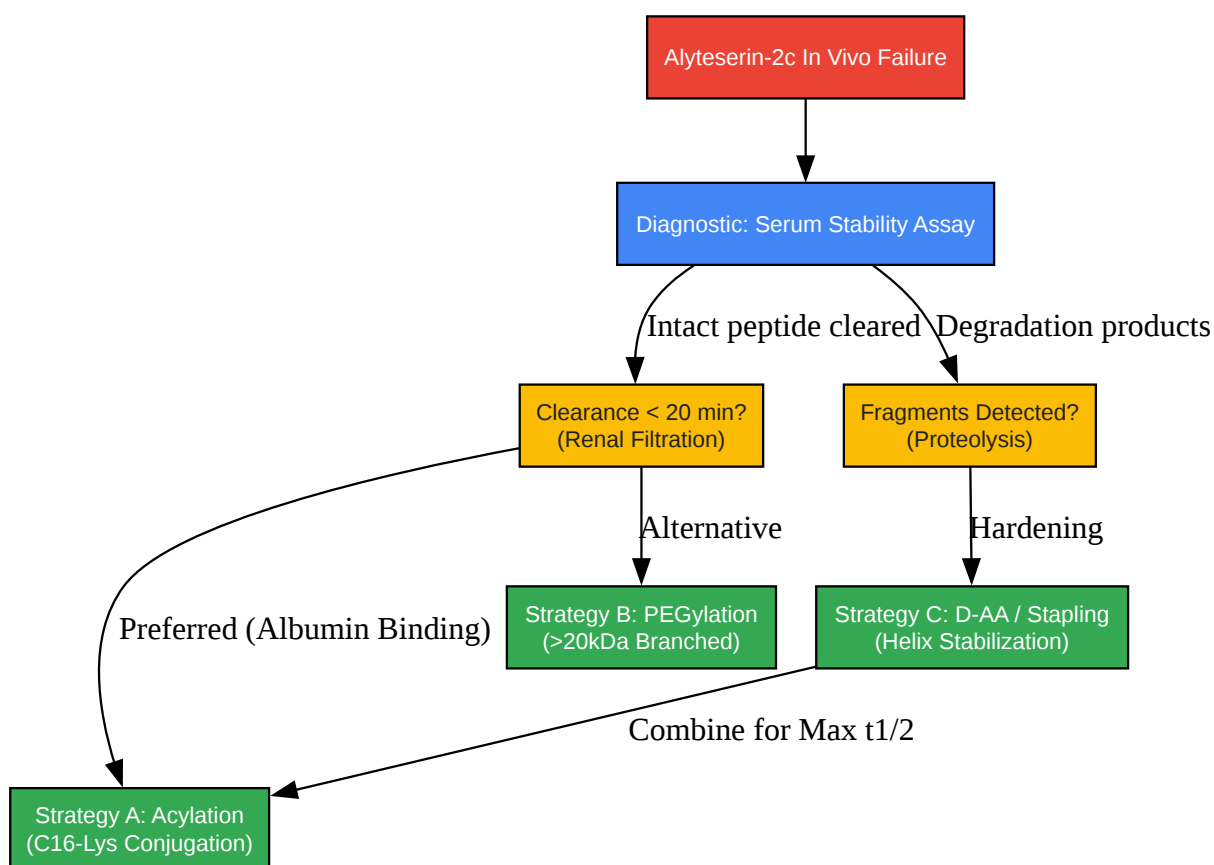 Alyteserin-2c In Vivo Failure
Diagnostic: Serum Stability Assay
Intact peptide cleared
Degradation products
Clearance < 20 min?
(Renal Filtration)
Fragments Detected?
(Proteolysis)
Alternative
Hardening
Preferred (Albumin Binding)
Strategy B: PEGylation
(>20kDa Branched)
Strategy C: D-AA / Stapling
(Helix Stabilization)
Combine for Max t1/2
Strategy A: Acylation
(C16-Lys Conjugation)